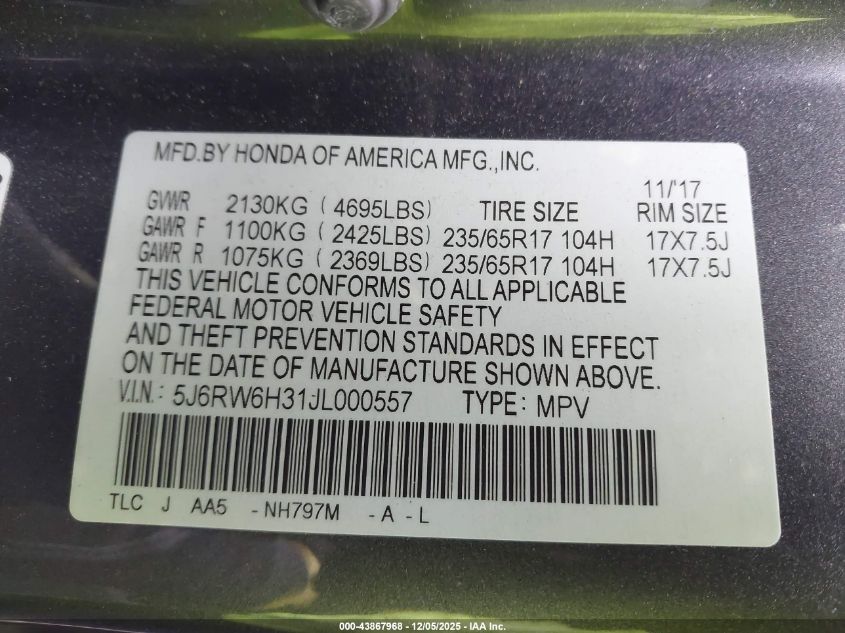 MFD.BY HONDA OF AMERICA MFG.,INC.
11/'17
GVWR 2130KG ( 4695LBS) TIRE SIZE RIM SIZE
GAWR F 1100KG ( 2425LBS) 235/65R17 104H 17X7.5J
GAWR R 1075KG ( 2369LBS) 235/65R17 104H 17X7.5J
THIS VEHICLE CONFORMS TO ALL APPLICABLE
FEDERAL MOTOR VEHICLE SAFETY
AND THEFT PREVENTION STANDARDS IN EFFECT
ON THE DATE OF MANUFACTURE SHOWN ABOVE.
V.I.N.: 5J6RW6H31JL000557 TYPE: MPV
TLC J AA5 -NH797M -A -L
000-43867968 - 12/05/2025 - IAA Inc.